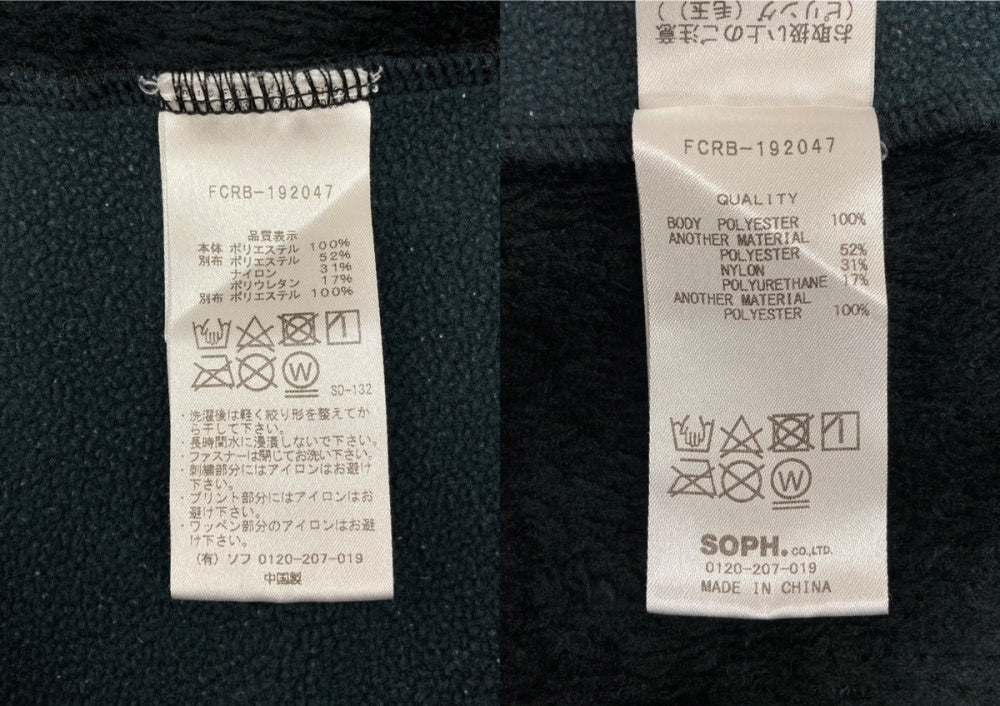 FCRB-192047
品質表示
本体 ポリエステル 100%
別布 ポリエステル 52%
ナイロン 31%
ポリウレタン 17%
別布 ポリエステル 100%
W
SD-132
・洗濯後は軽く絞り形を整えてか
ら干して下さい。
・長時間水に浸漬しないで下さい。
・ファスナーは閉じてお洗い下さい。
・刺繍部分にはアイロンはお避け
下さい。
・プリント部分にはアイロンはお
避け下さい。
・ワッペン部分のアイロンはお避
け下さい。
(有) ソフ 0120-207-019
中国製
お取扱い上のご注意
(ピリング(毛玉)
FCRB-192047
QUALITY
BODY POLYESTER 100%
ANOTHER MATERIAL
POLYESTER 52%
NYLON 31%
POLYURETHANE 17%
ANOTHER MATERIAL
POLYESTER 100%
W
SOPH. CO.,LTD.
0120-207-019
MADE IN CHINA